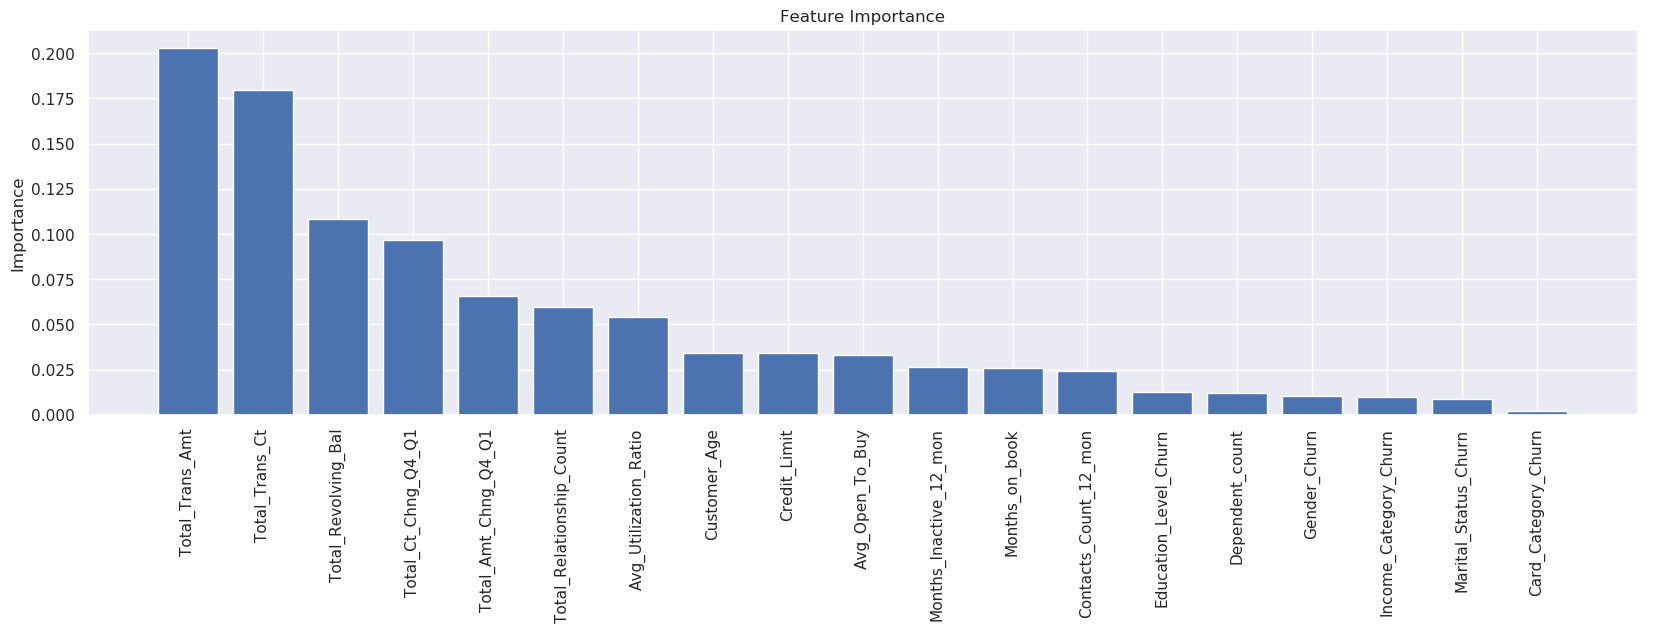 Feature Importance
Importance
0.200
0.175
0.150
0.125
0.100
0.075
0.050
0.025
0.000
Total_Trans_Amt
Total_Trans_Ct
Total_Revolving_Bal
Total_Ct_Chng_Q4_Q1
Total_Amt_Chng_Q4_Q1
Total_Relationship_Count
Avg_Utilization_Ratio
Customer_Age
Credit_Limit
Avg_Open_To_Buy
Months_Inactive_12_mon
Months_on_book
Contacts_Count_12_mon
Education_Level_Churn
Dependent_count
Gender_Churn
Income_Category_Churn
Marital_Status_Churn
Card_Category_Churn